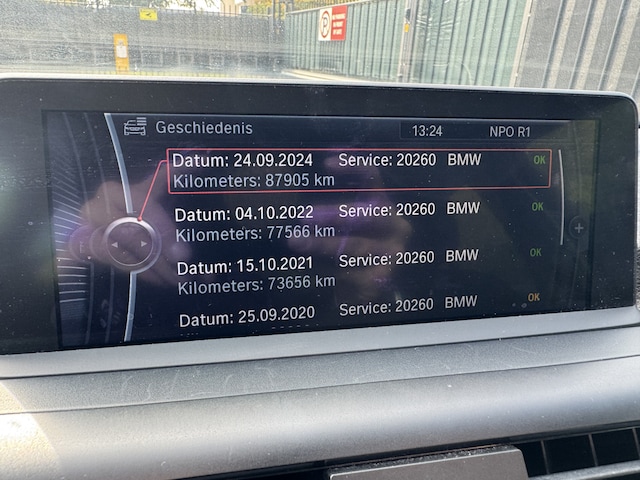 Geschiedenis 13:24 NPO R1
Datum: 24.09.2024 Service: 20260 BMW OK
Kilometers: 87905 km
Datum: 04.10.2022 Service: 20260 BMW OK
Kilometers: 77566 km
Datum: 15.10.2021 Service: 20260 BMW OK
Kilometers: 73656 km
Datum: 25.09.2020 Service: 20260 BMW OK